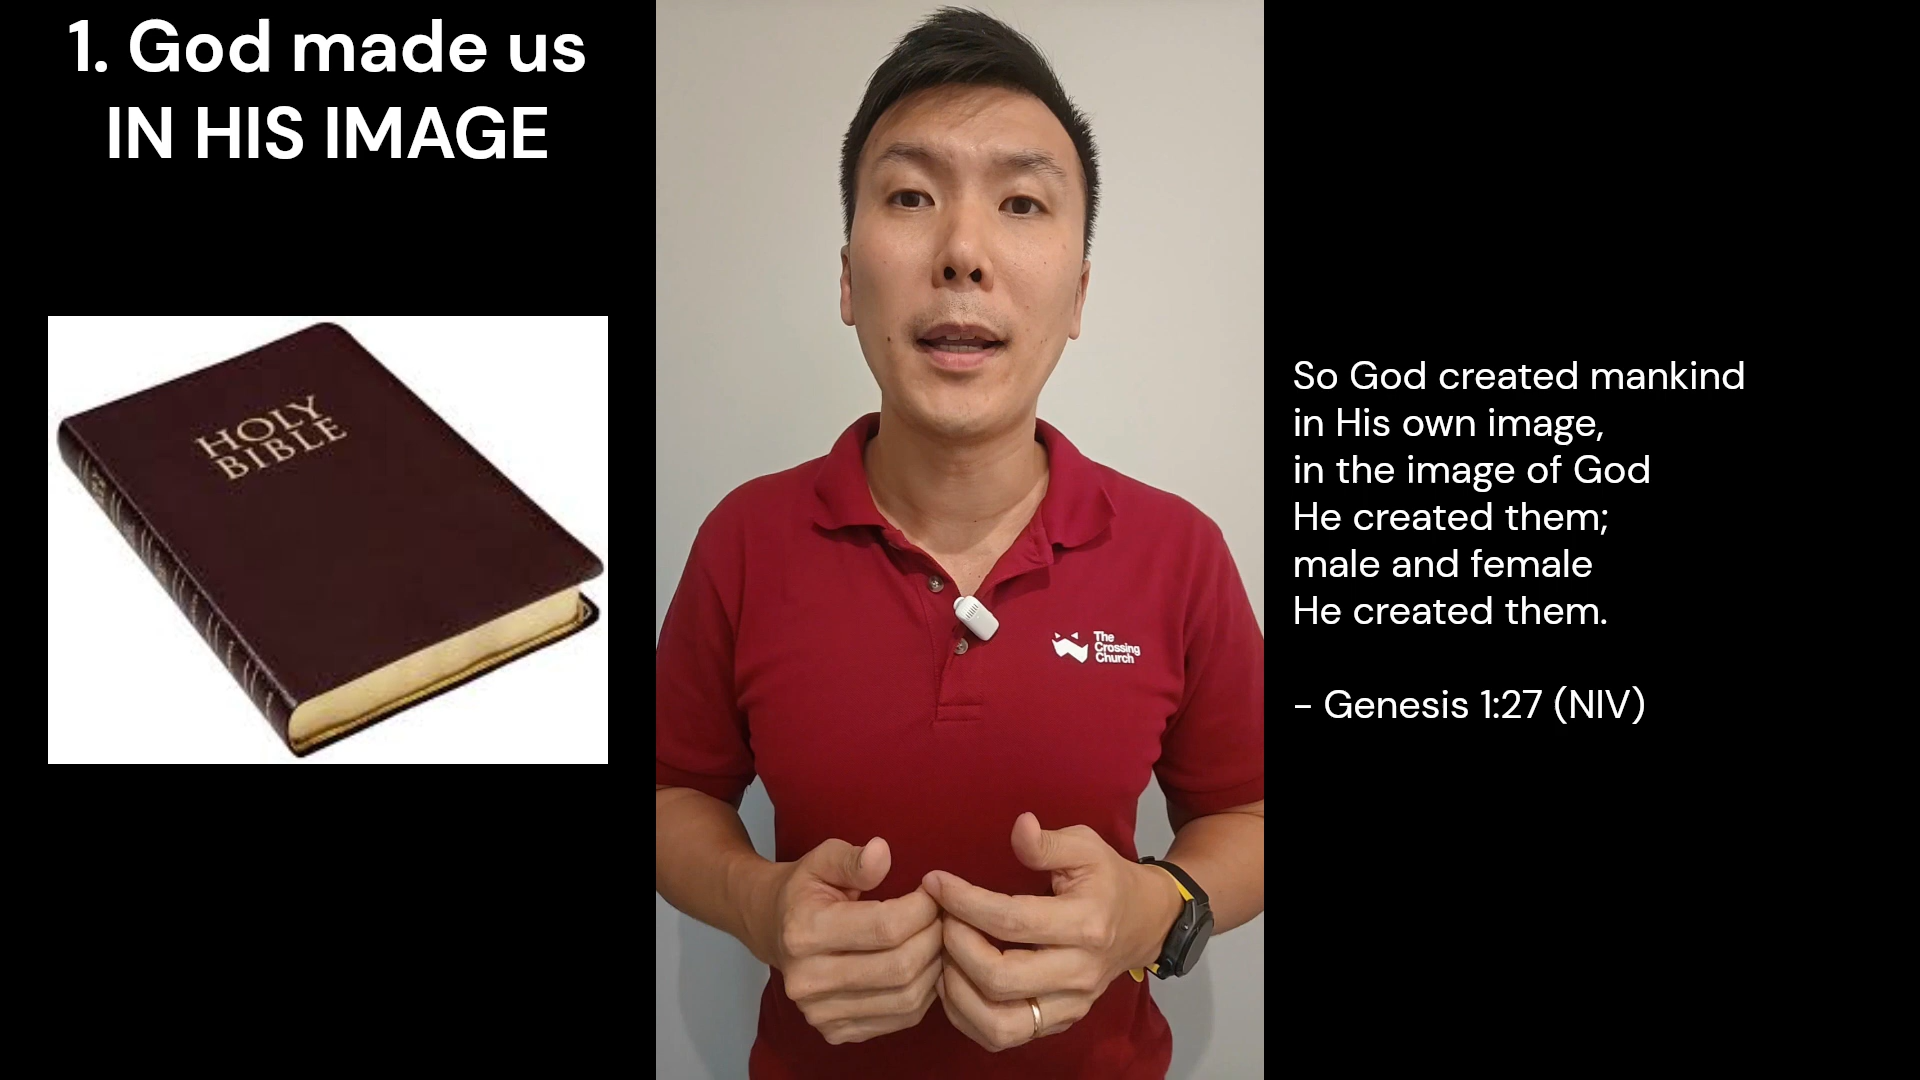 1. God made us
IN HIS IMAGE
HOLY
BIBLE
The
Crossing
Church
So God created mankind
in His own image,
in the image of God
He created them;
male and female
He created them.
- Genesis 1:27 (NIV)